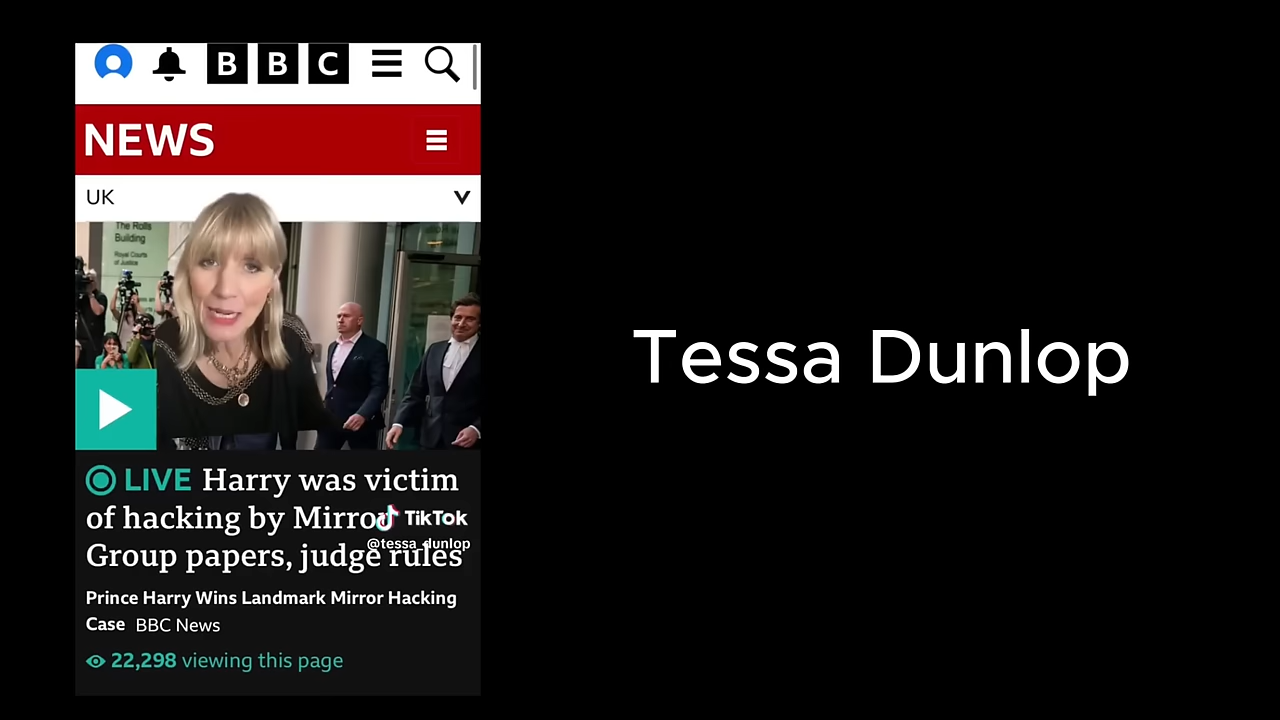 BBC
NEWS
UK
The Rolls
Building
Royal Courts
of Justice
LIVE Harry was victim
of hacking by Mirror
TikTok
@tessa_dunlop
Group papers, judge rules
Prince Harry Wins Landmark Mirror Hacking
Case BBC News
22,298 viewing this page
Tessa Dunlop